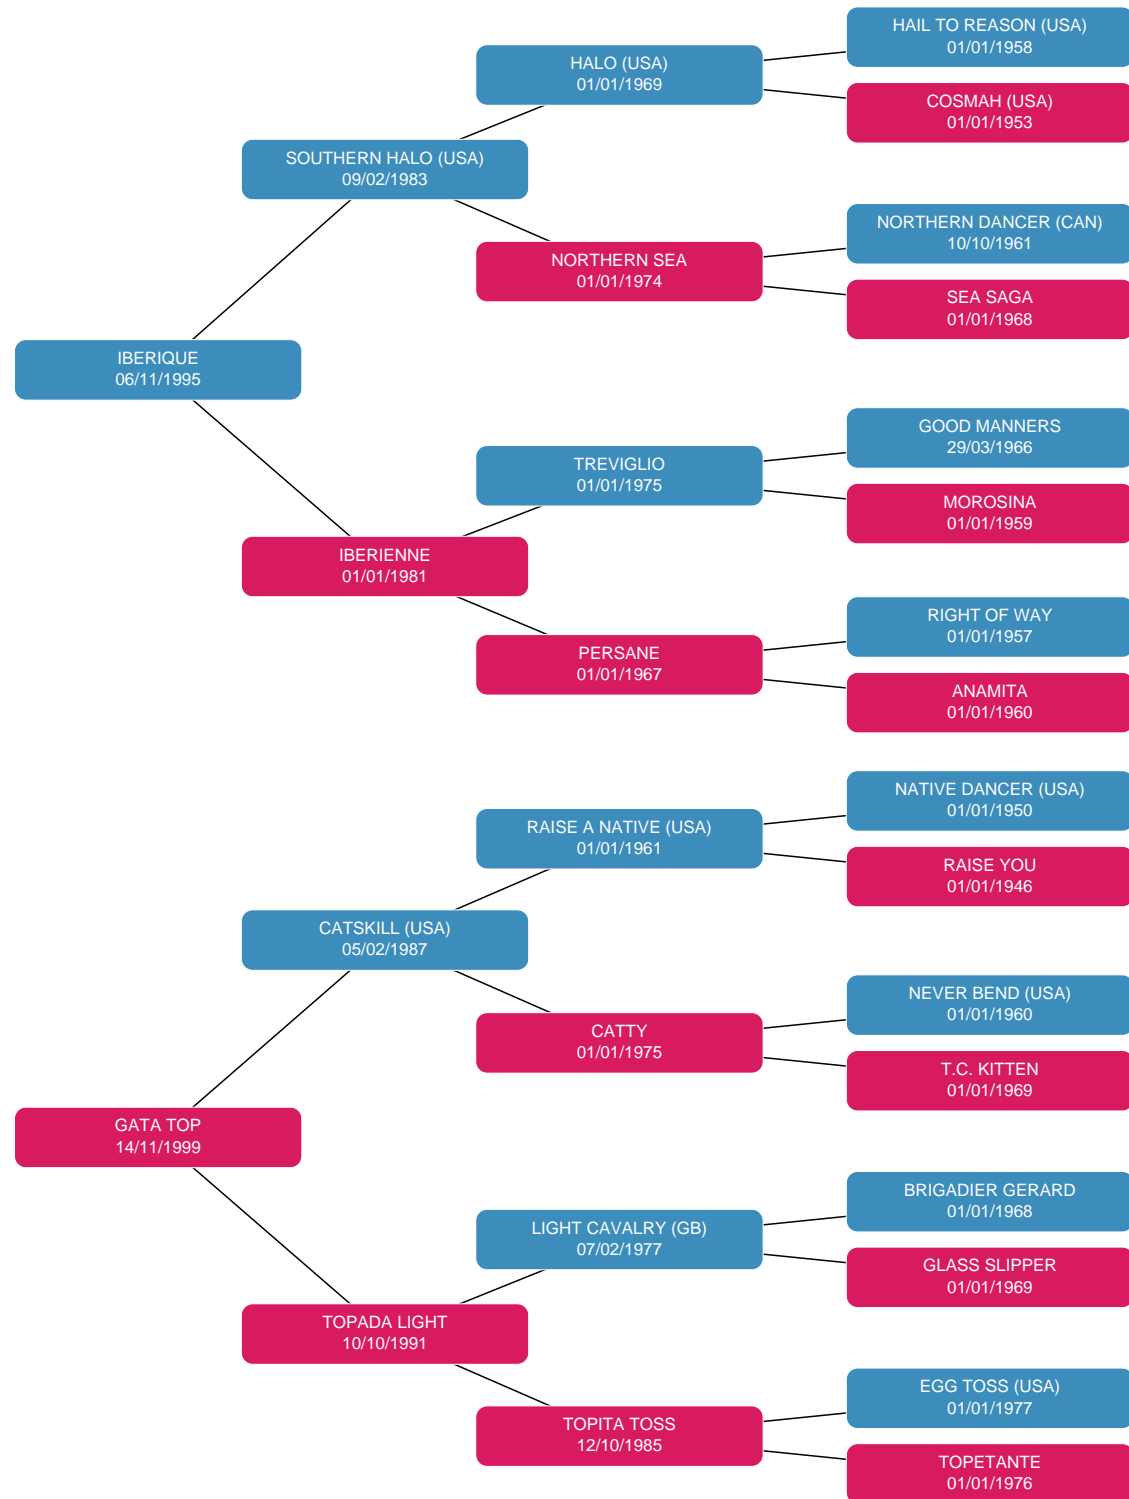 HAIL TO REASON (USA)
01/01/1958
HALO (USA)
01/01/1969
COSMAH (USA)
01/01/1953
SOUTHERN HALO (USA)
09/02/1983
NORTHERN DANCER (CAN)
10/10/1961
NORTHERN SEA
01/01/1974
SEA SAGA
01/01/1968
IBERIQUE
06/11/1995
GOOD MANNERS
29/03/1966
TREVIGLIO
01/01/1975
MOROSINA
01/01/1959
IBERIENNE
01/01/1981
RIGHT OF WAY
01/01/1957
PERSANE
01/01/1967
ANAMITA
01/01/1960
NATIVE DANCER (USA)
01/01/1950
RAISE A NATIVE (USA)
01/01/1961
RAISE YOU
01/01/1946
CATSKILL (USA)
05/02/1987
NEVER BEND (USA)
01/01/1960
CATTY
01/01/1975
T.C. KITTEN
01/01/1969
GATA TOP
14/11/1999
BRIGADIER GERARD
01/01/1968
LIGHT CAVALRY (GB)
07/02/1977
GLASS SLIPPER
01/01/1969
TOPADA LIGHT
10/10/1991
EGG TOSS (USA)
01/01/1977
TOPITA TOSS
12/10/1985
TOPETANTE
01/01/1976